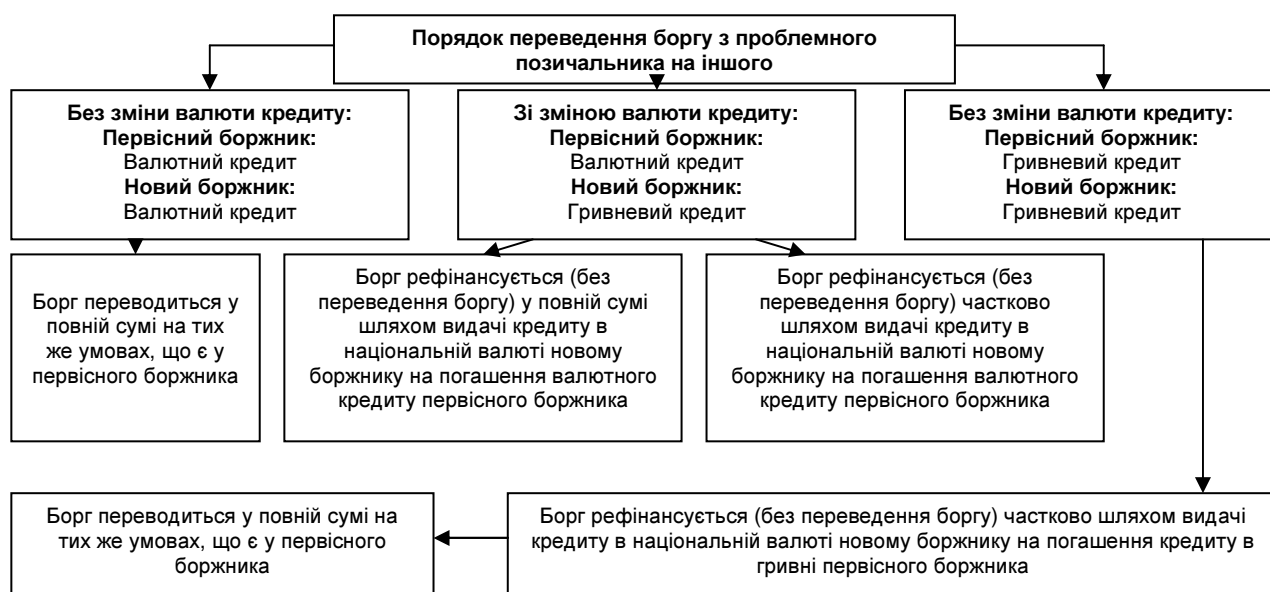 Порядок переведення боргу з проблемного
позичальника на іншого
Без зміни валюти кредиту:
Первісний боржник:
Валютний кредит
Новий боржник:
Валютний кредит
Зі зміною валюти кредиту:
Первісний боржник:
Валютний кредит
Новий боржник:
Гривневий кредит
Без зміни валюти кредиту:
Первісний боржник:
Гривневий кредит
Новий боржник:
Гривневий кредит
Борг переводиться у
повній сумі на тих
же умовах, що є у
первісного боржника
Борг рефінансується (без
переведення боргу) у повній сумі
шляхом видачі кредиту в
національній валюті новому
боржнику на погашення валютного
кредиту первісного боржника
Борг рефінансується (без
переведення боргу) частково
шляхом видачі кредиту в
національній валюті новому
боржнику на погашення валютного
кредиту первісного боржника
Борг переводиться у повній сумі на
тих же умовах, що є у первісного
боржника
Борг рефінансується (без переведення боргу) частково шляхом видачі
кредиту в національній валюті новому боржнику на погашення кредиту в
гривні первісного боржника